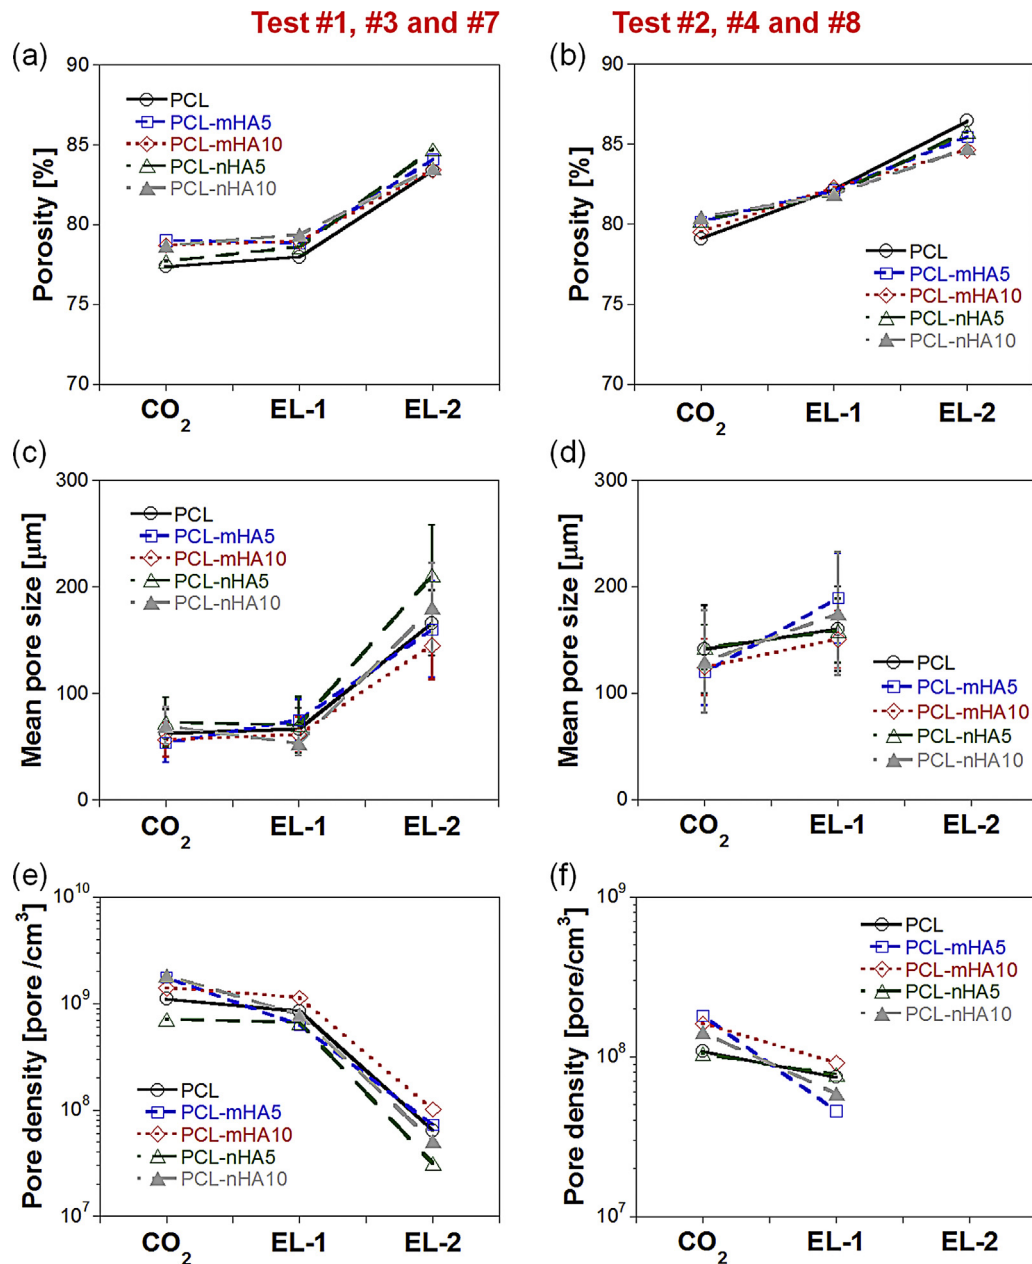 Test #1, #3 and #7
Test #2, #4 and #8
(a)
Porosity [%]
90
85
80
75
70
PCL
PCL-mHA5
PCL-mHA10
PCL-nHA5
PCL-nHA10
CO2
EL-1
EL-2
(b)
Porosity [%]
90
85
80
75
70
PCL
PCL-mHA5
PCL-mHA10
PCL-nHA5
PCL-nHA10
CO2
EL-1
EL-2
(c)
Mean pore size [μm]
300
200
100
0
PCL
PCL-mHA5
PCL-mHA10
PCL-nHA5
PCL-nHA10
CO2
EL-1
EL-2
(d)
Mean pore size [μm]
300
200
100
0
PCL
PCL-mHA5
PCL-mHA10
PCL-nHA5
PCL-nHA10
CO2
EL-1
EL-2
(e)
Pore density [pore /cm3]
10^10
10^9
10^8
10^7
PCL
PCL-mHA5
PCL-mHA10
PCL-nHA5
PCL-nHA10
CO2
EL-1
EL-2
(f)
Pore density [pore/cm3]
10^9
10^8
10^7
PCL
PCL-mHA5
PCL-mHA10
PCL-nHA5
PCL-nHA10
CO2
EL-1
EL-2